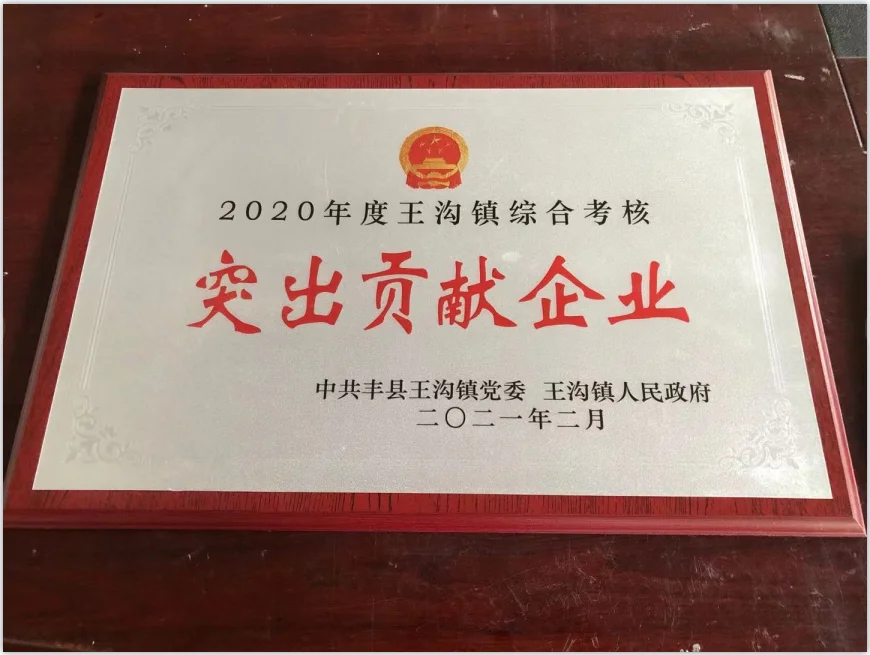 2020年度王沟镇综合考核
突出贡献企业
中共丰县王沟镇党委 王沟镇人民政府
二〇二一年二月